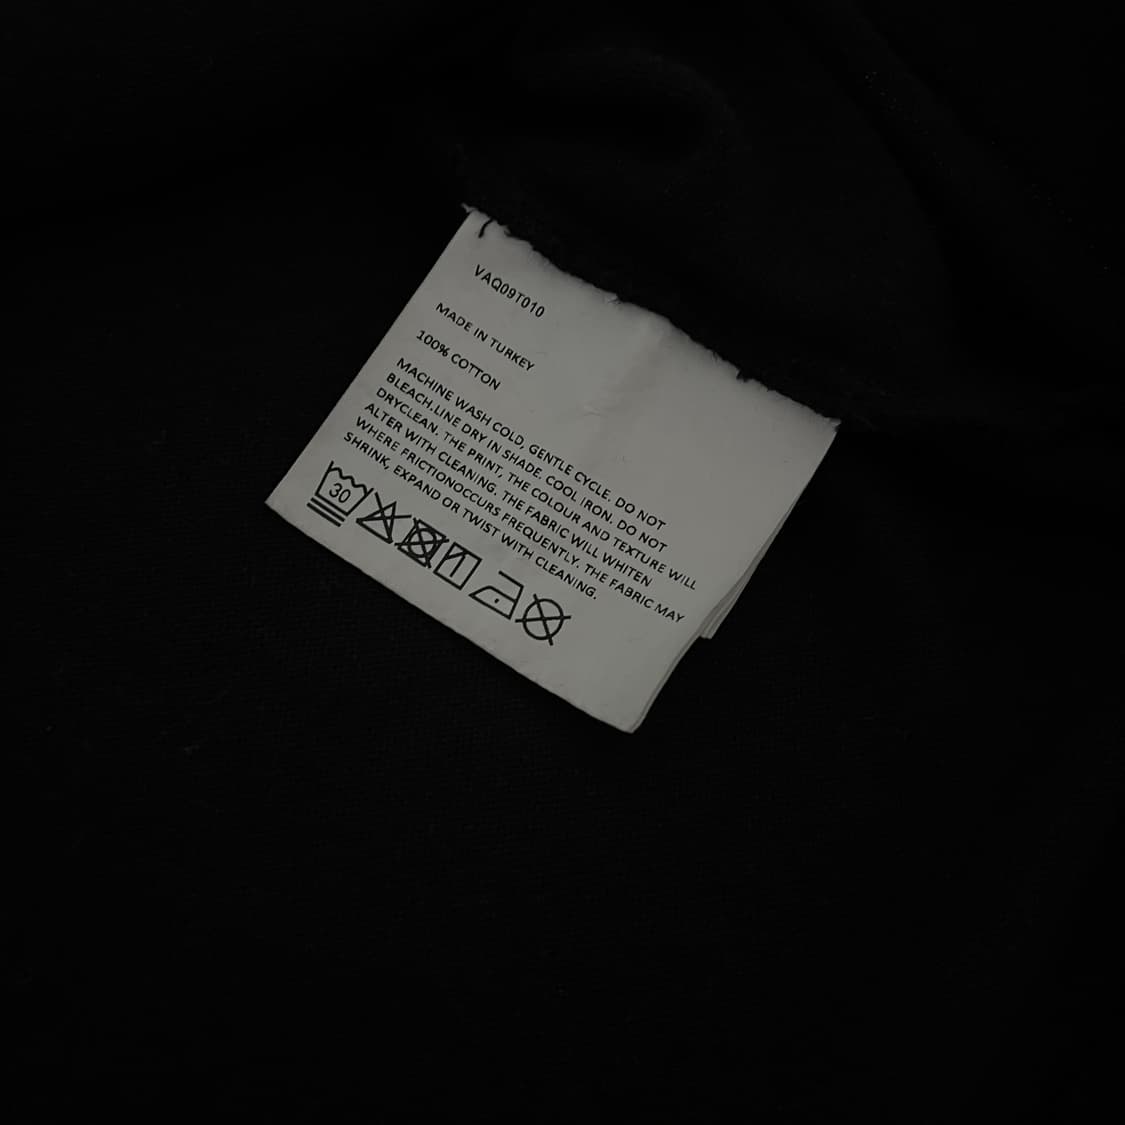 VAQ09T010
MADE IN TURKEY
100% COTTON
MACHINE WASH COLD, GENTLE CYCLE. DO NOT
BLEACH.LINE DRY IN SHADE. COOL IRON. DO NOT
DRYCLEAN. THE PRINT, THE COLOUR AND TEXTURE WILL
ALTER WITH CLEANING. THE FABRIC WILL WHITEN
WHERE FRICTIONOCCURS FREQUENTLY. THE FABRIC MAY
SHRINK, EXPAND OR TWIST WITH CLEANING.
30